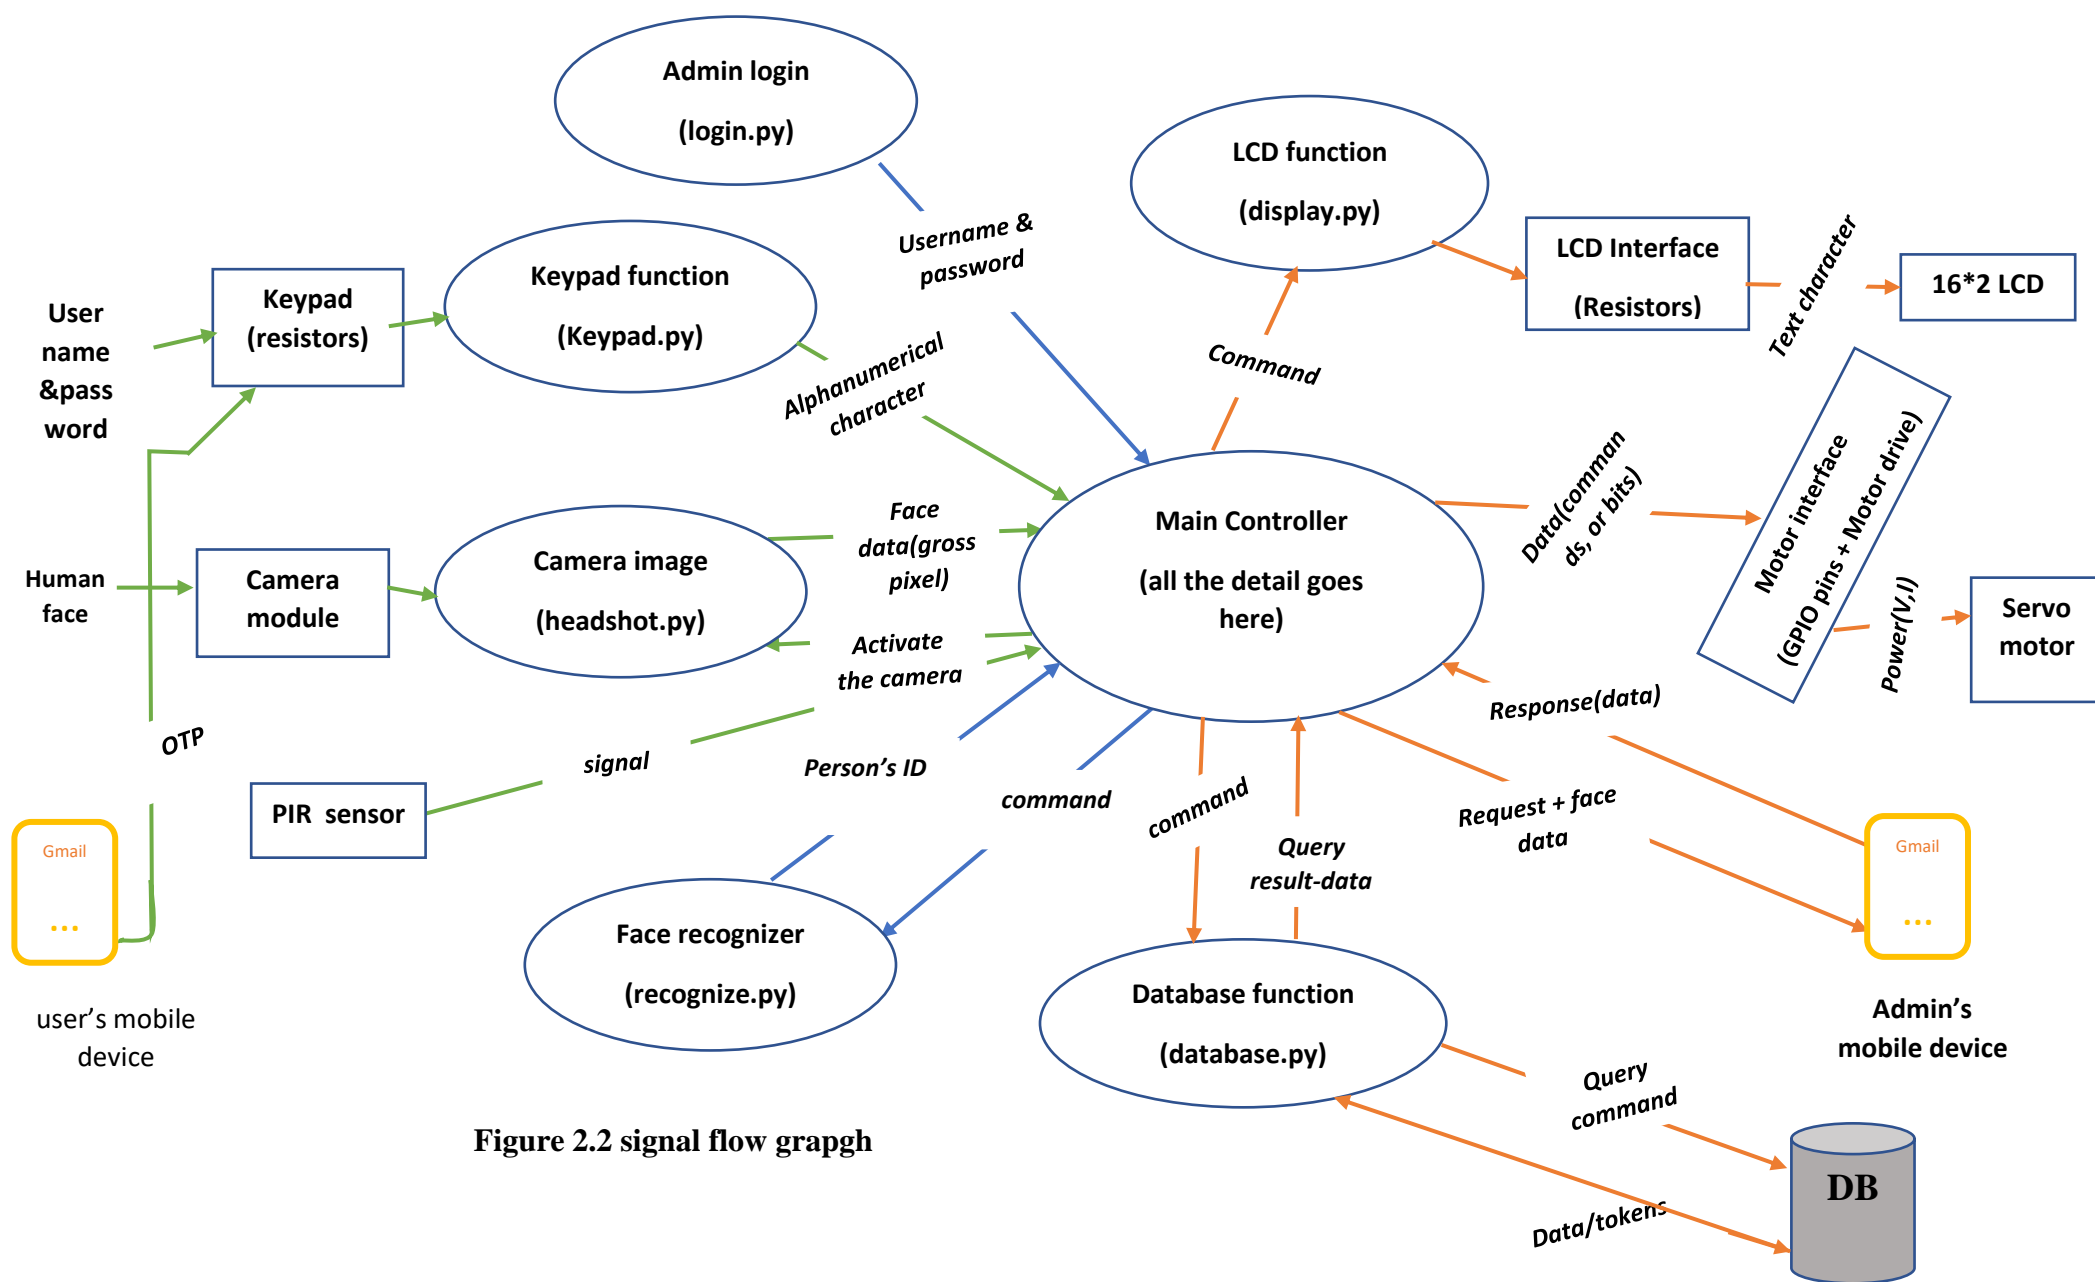 Admin login
(login.py)
LCD function
(display.py)
Username &
password
LCD Interface
(Resistors)
Text character
16*2 LCD
User
name
&pass
word
Keypad
(resistors)
Keypad function
(Keypad.py)
Alphanumerical
character
Command
Data(comman
ds, or bits)
Motor interface
(GPIO pins + Motor drive)
Power(V,I)
Servo
motor
Human
face
Camera
module
Camera image
(headshot.py)
Face
data(gross
pixel)
Activate
the camera
Main Controller
(all the detail goes
here)
Response(data)
OTP
signal
Person's ID
command
command
Query
result-data
Request + face
data
PIR  sensor
Gmail
...
user's mobile
device
Face recognizer
(recognize.py)
Database function
(database.py)
Gmail
...
Admin's
mobile device
Query
command
Data/tokens
DB
Figure 2.2 signal flow grapgh